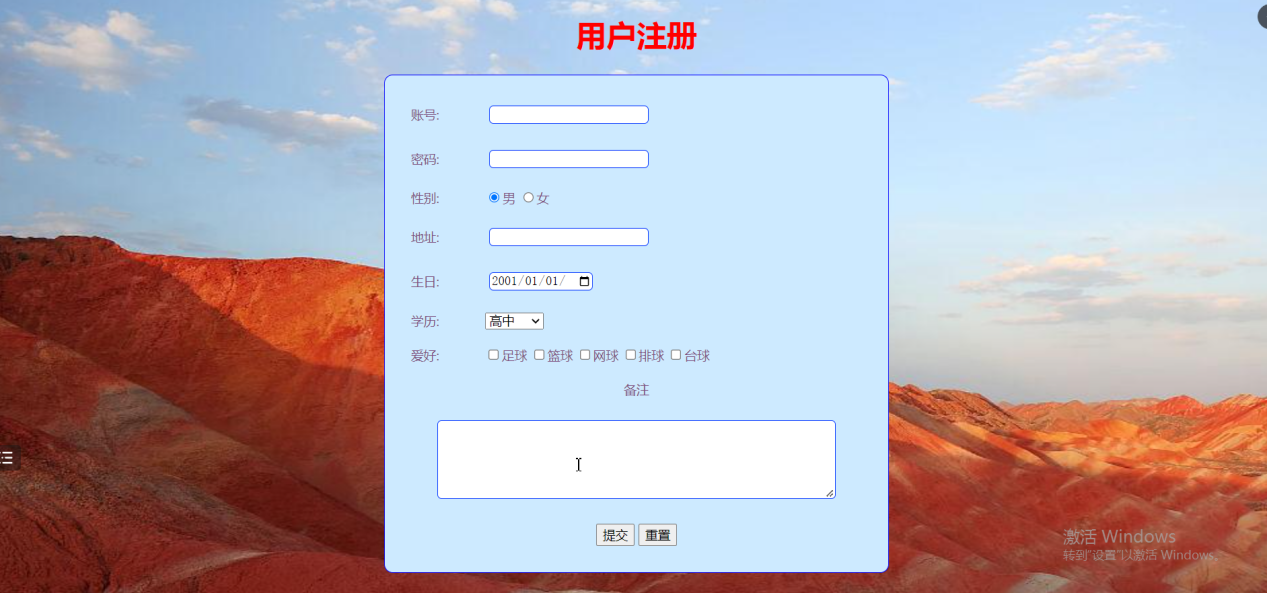 用户注册
账号:
密码:
性别: 男 女
地址:
生日: 2001/01/01/
学历: 高中
爱好: 足球 篮球 网球 排球 台球
备注
提交 重置
激活 Windows
转到"设置"以激活 Windows。